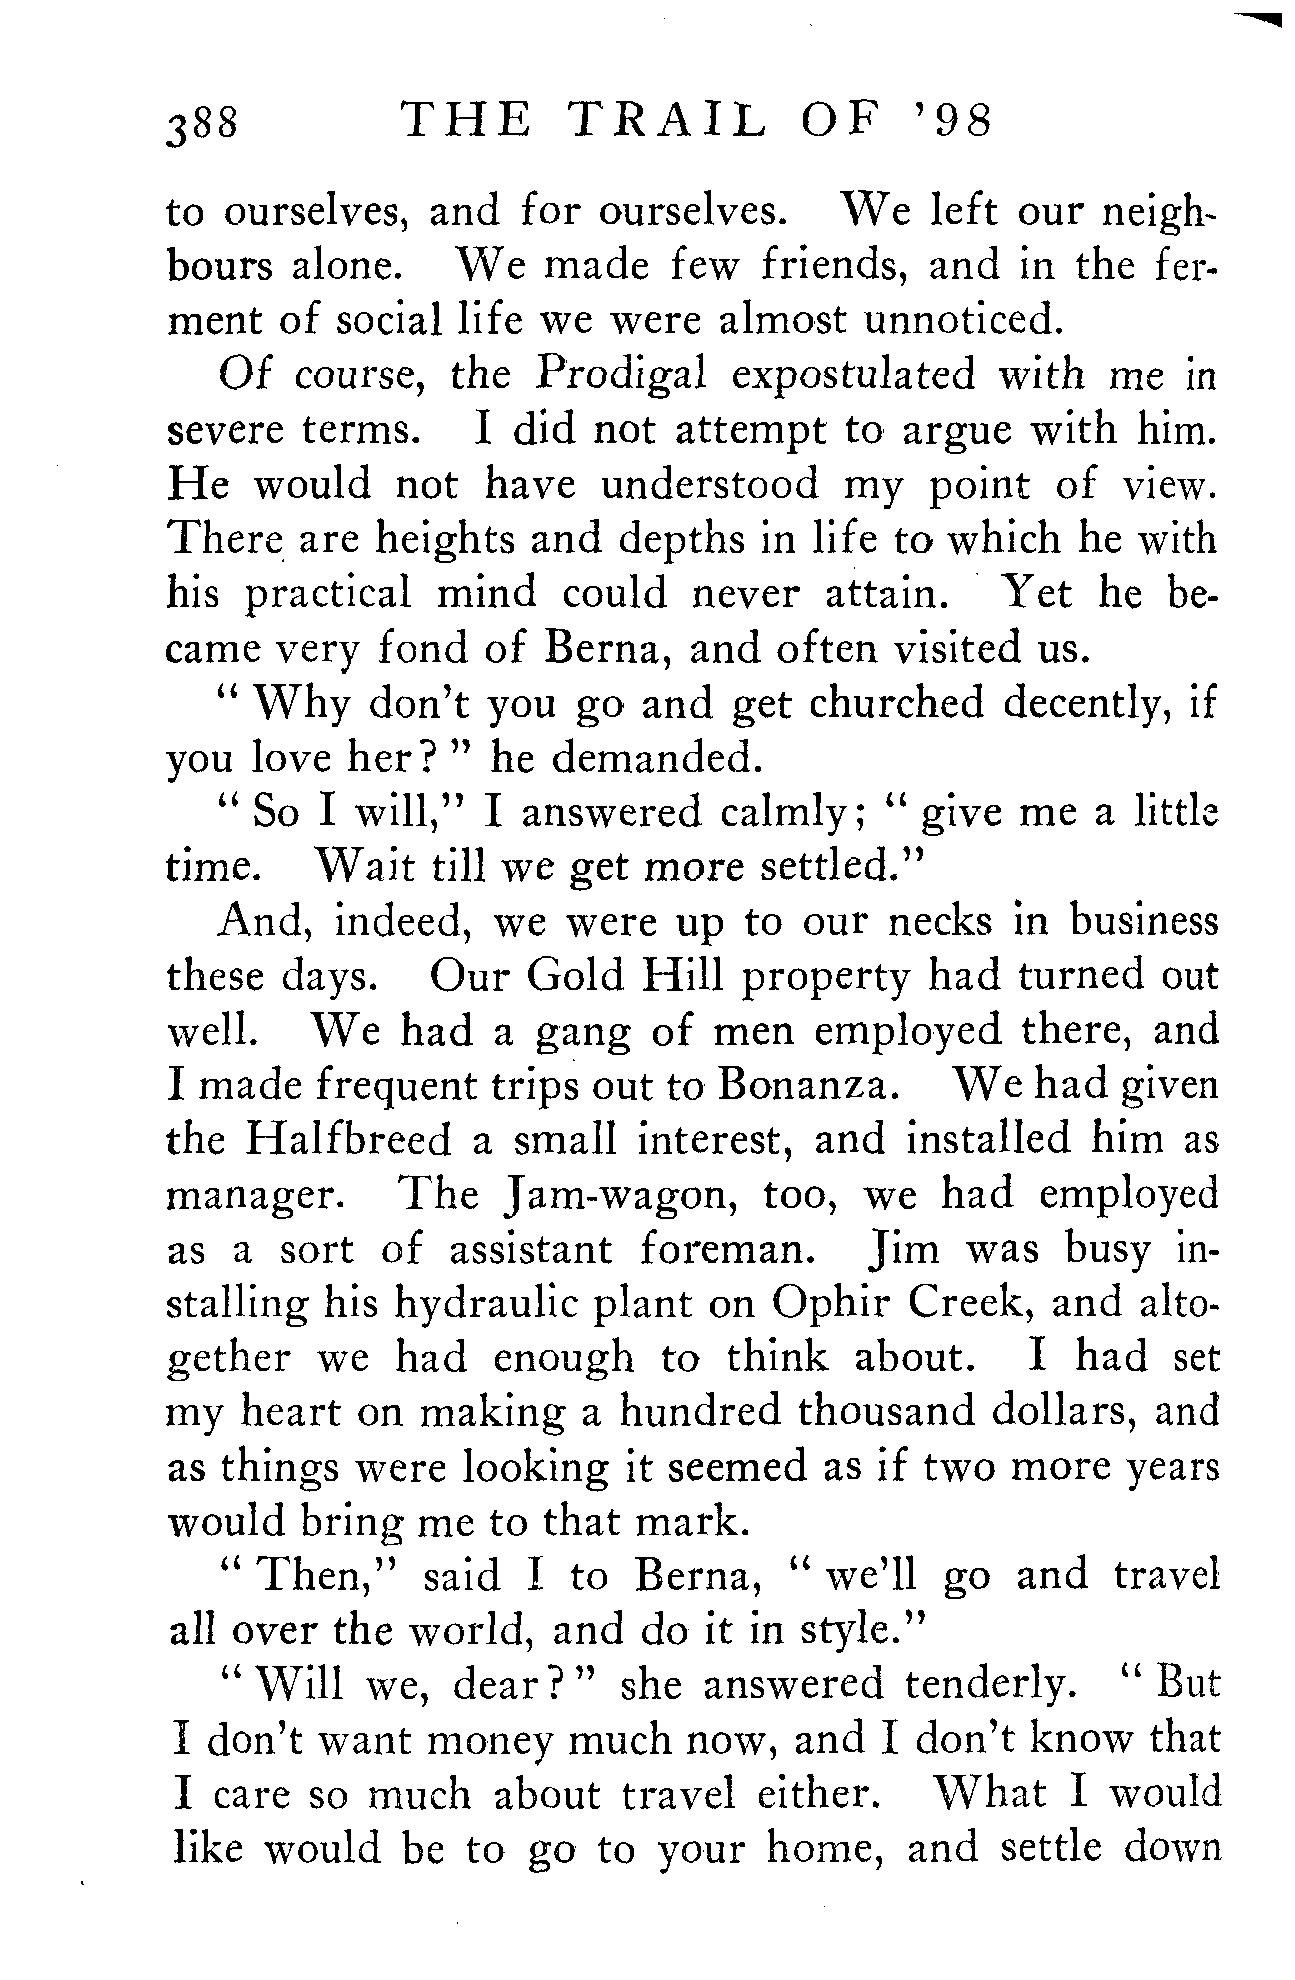 388 THE TRAIL OF ’98
to ourselves, and for ourselves. We left our neigh-
bours alone. We made few friends, and in the fer-
ment of social life we were almost unnoticed.
Of course, the Prodigal expostulated with me in
severe terms. I did not attempt to argue with him.
He would not have understood my point of view.
There are heights and depths in life to which he with
his practical mind could never attain. Yet he be-
came very fond of Berna, and often visited us.
“ Why don’t you go and get churched decently, if
you love her? ” he demanded.
“ So I will,” I answered calmly; “ give me a little
time. Wait till we get more settled.”
And, indeed, we were up to our necks in business
these days. Our Gold Hill property had turned out
well. We had a gang of men employed there, and
I made frequent trips out to Bonanza. We had given
the Halfbreed a small interest, and installed him as
manager. The Jam-wagon, too, we had employed
as a sort of assistant foreman. Jim was busy in-
stalling his hydraulic plant on Ophir Creek, and alto-
gether we had enough to think about. I had set
my heart on making a hundred thousand dollars, and
as things were looking it seemed as if two more years
would bring me to that mark.
“ Then,” said I to Berna, “ we’ll go and travel
all over the world, and do it in style.”
“ Will we, dear? ” she answered tenderly. “ But
I don’t want money much now, and I don’t know that
I care so much about travel either. What I would
like would be to go to your home, and settle down